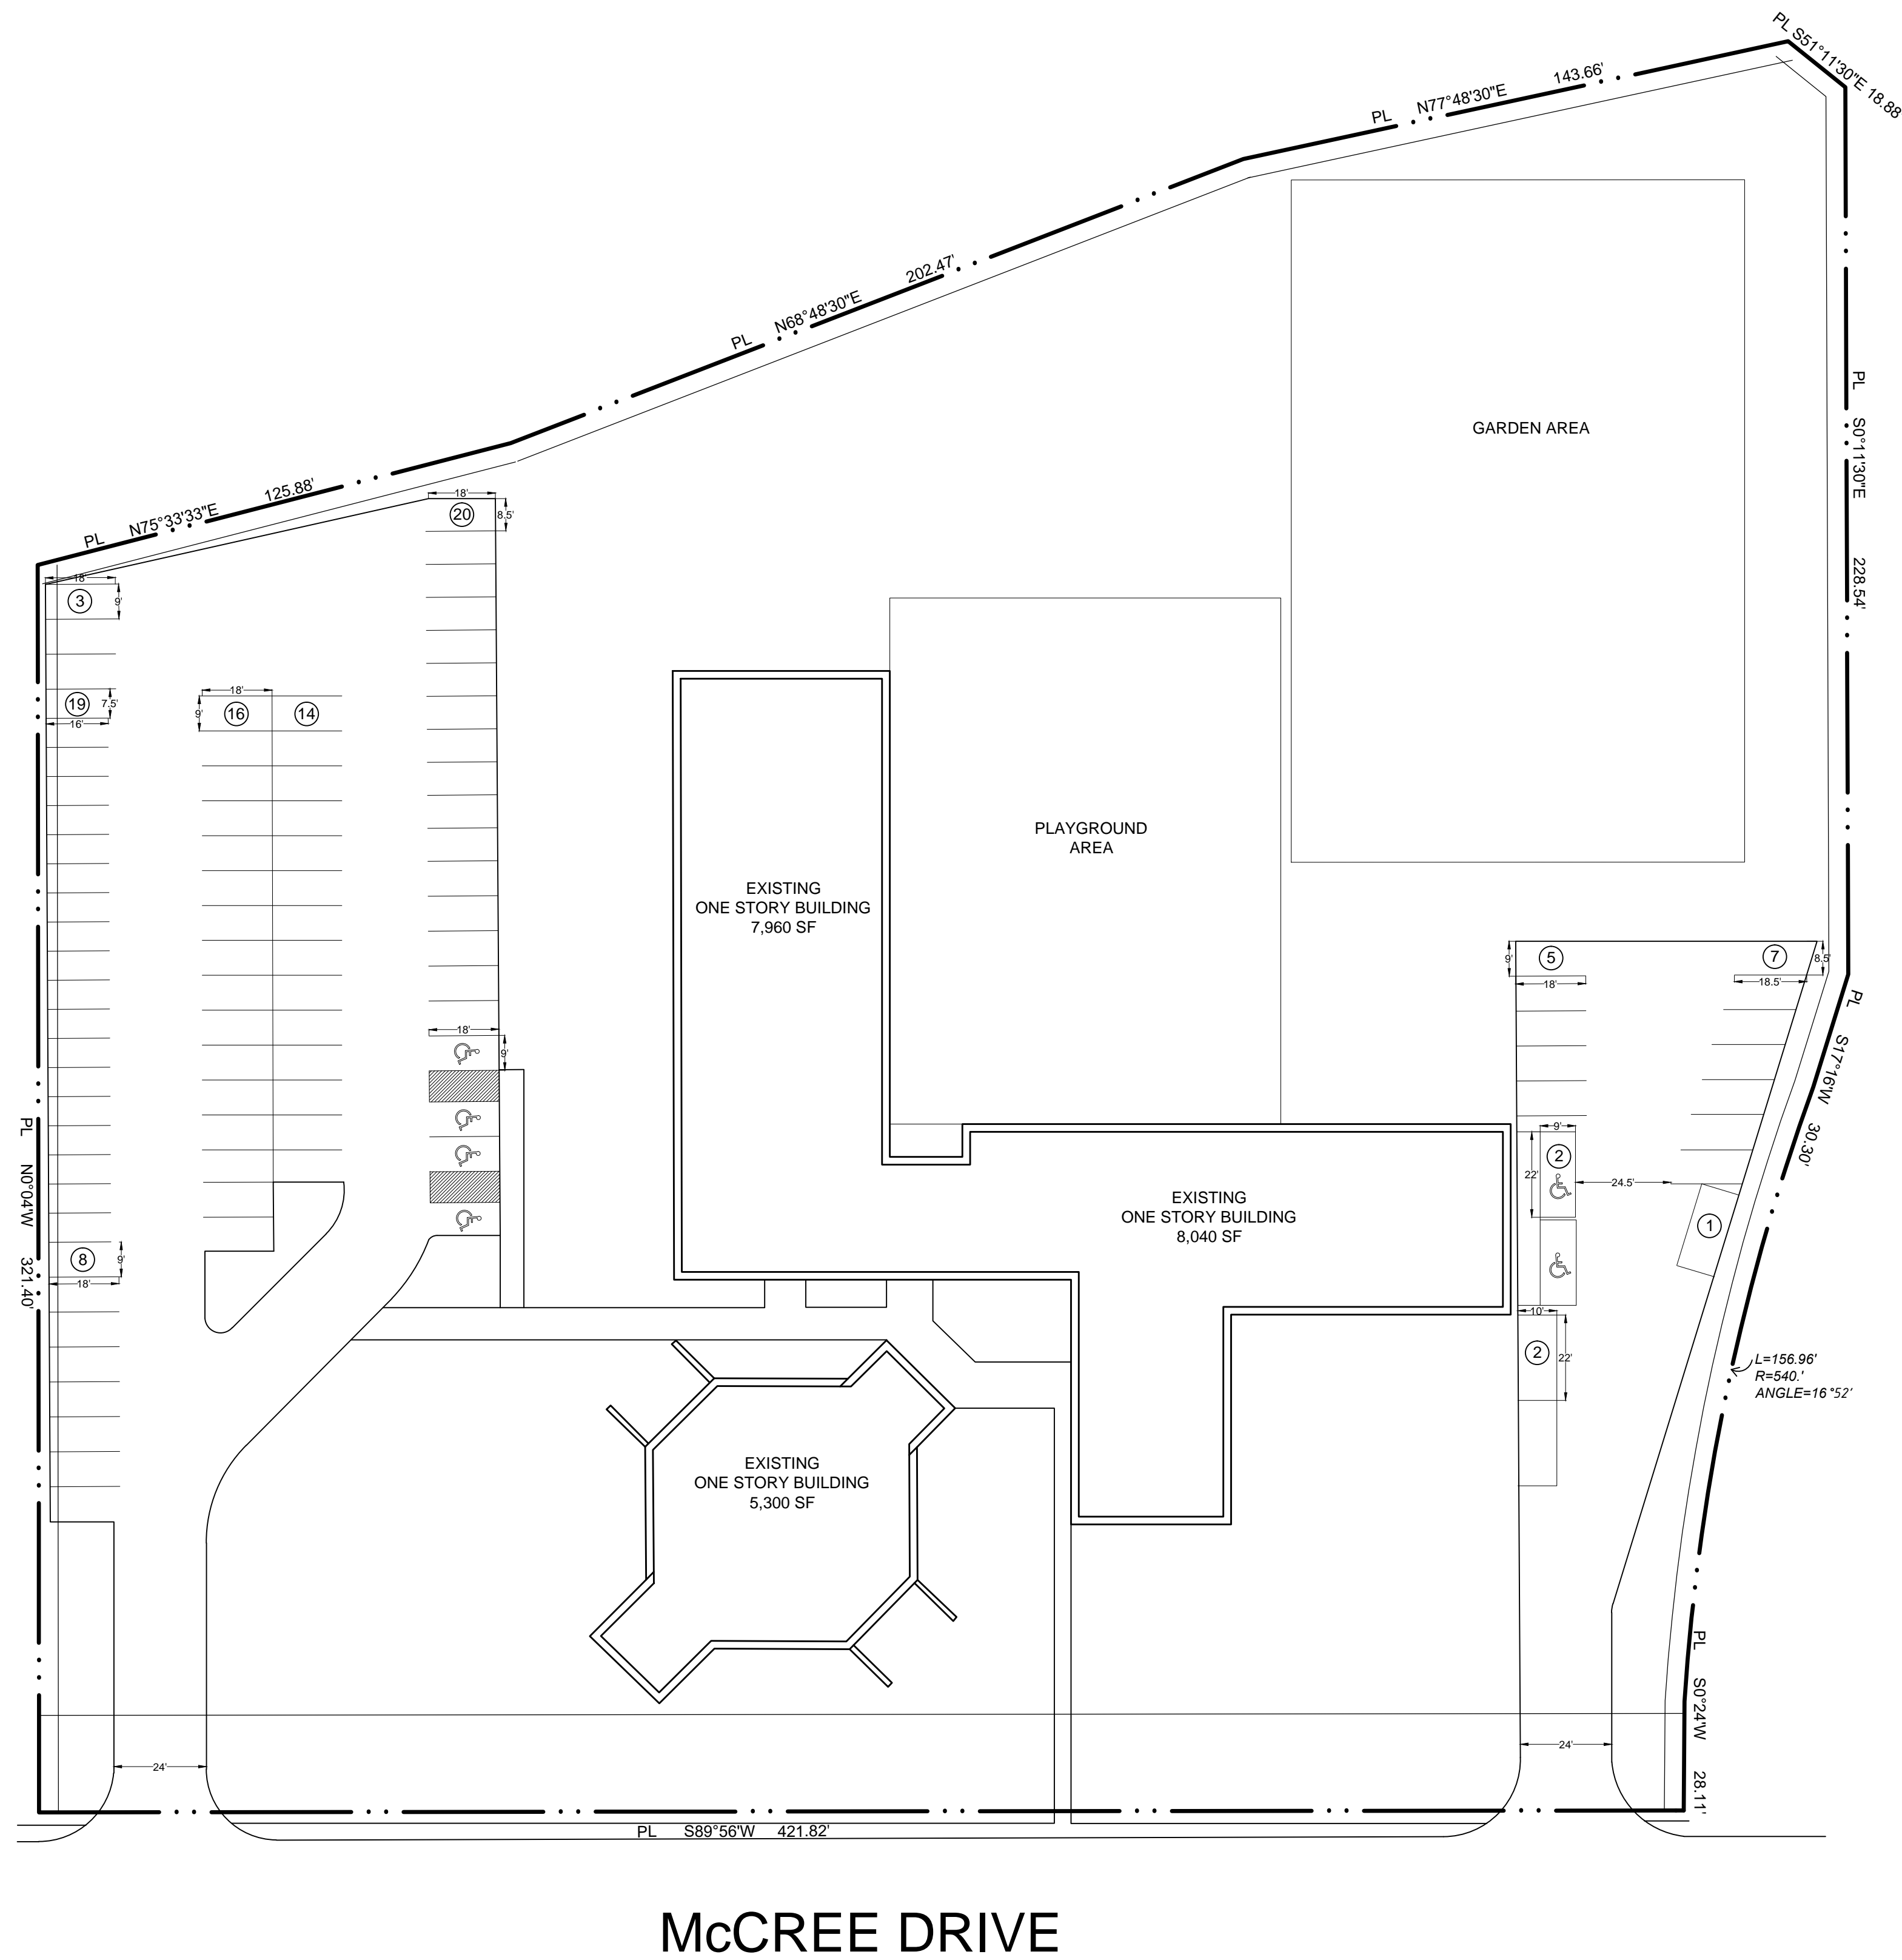 PL S51°11'30"E 18.88
PL N77°48'30"E 143.66'
PL N68°48'30"E 202.47'
PL N75°33'33"E 125.88'
GARDEN AREA
PL S0°11'30"E 228.54'
18'
20
8.5'
18'
3
9'
19
7.5'
16'
18'
9'
16
14
PLAYGROUND
AREA
EXISTING
ONE STORY BUILDING
7,960 SF
9'
5
18'
7
8.5'
18.5'
PL S17°16'W 30.30'
18'
9'
PL N0°04'W 321.40'
9'
2
22'
24.5'
EXISTING
ONE STORY BUILDING
8,040 SF
1
8
9'
18'
10'
2
22'
L=156.96'
R=540.'
ANGLE=16°52'
EXISTING
ONE STORY BUILDING
5,300 SF
PL S0°24'W 28.11'
24'
24'
PL S89°56'W 421.82'
McCREE DRIVE